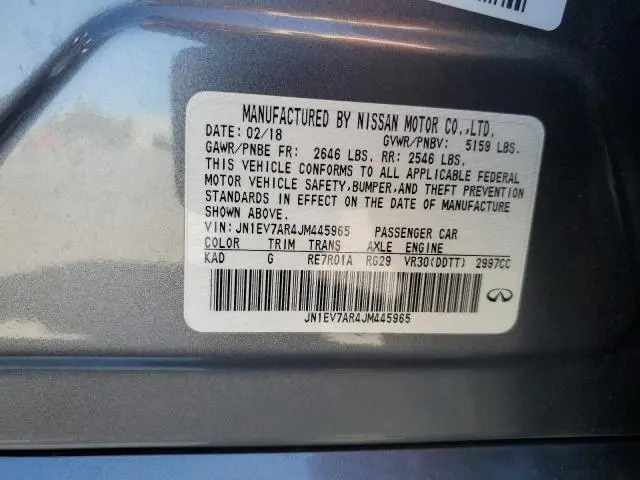 MANUFACTURED BY NISSAN MOTOR CO.,LTD.
DATE: 02/18 GVWR/PNBV: 5159 LBS.
GAWR/PNBE FR: 2646 LBS. RR: 2546 LBS.
THIS VEHICLE CONFORMS TO ALL APPLICABLE FEDERAL
MOTOR VEHICLE SAFETY,BUMPER,AND THEFT PREVENTION
STANDARDS IN EFFECT ON THE DATE OF MANUFACTURE
SHOWN ABOVE.
VIN: JN1EV7AR4JM445965 PASSENGER CAR
COLOR TRIM TRANS AXLE ENGINE
KAD G RE7R01A RG29 VR30(DDTT) 2997CC
JN1EV7AR4JM445965